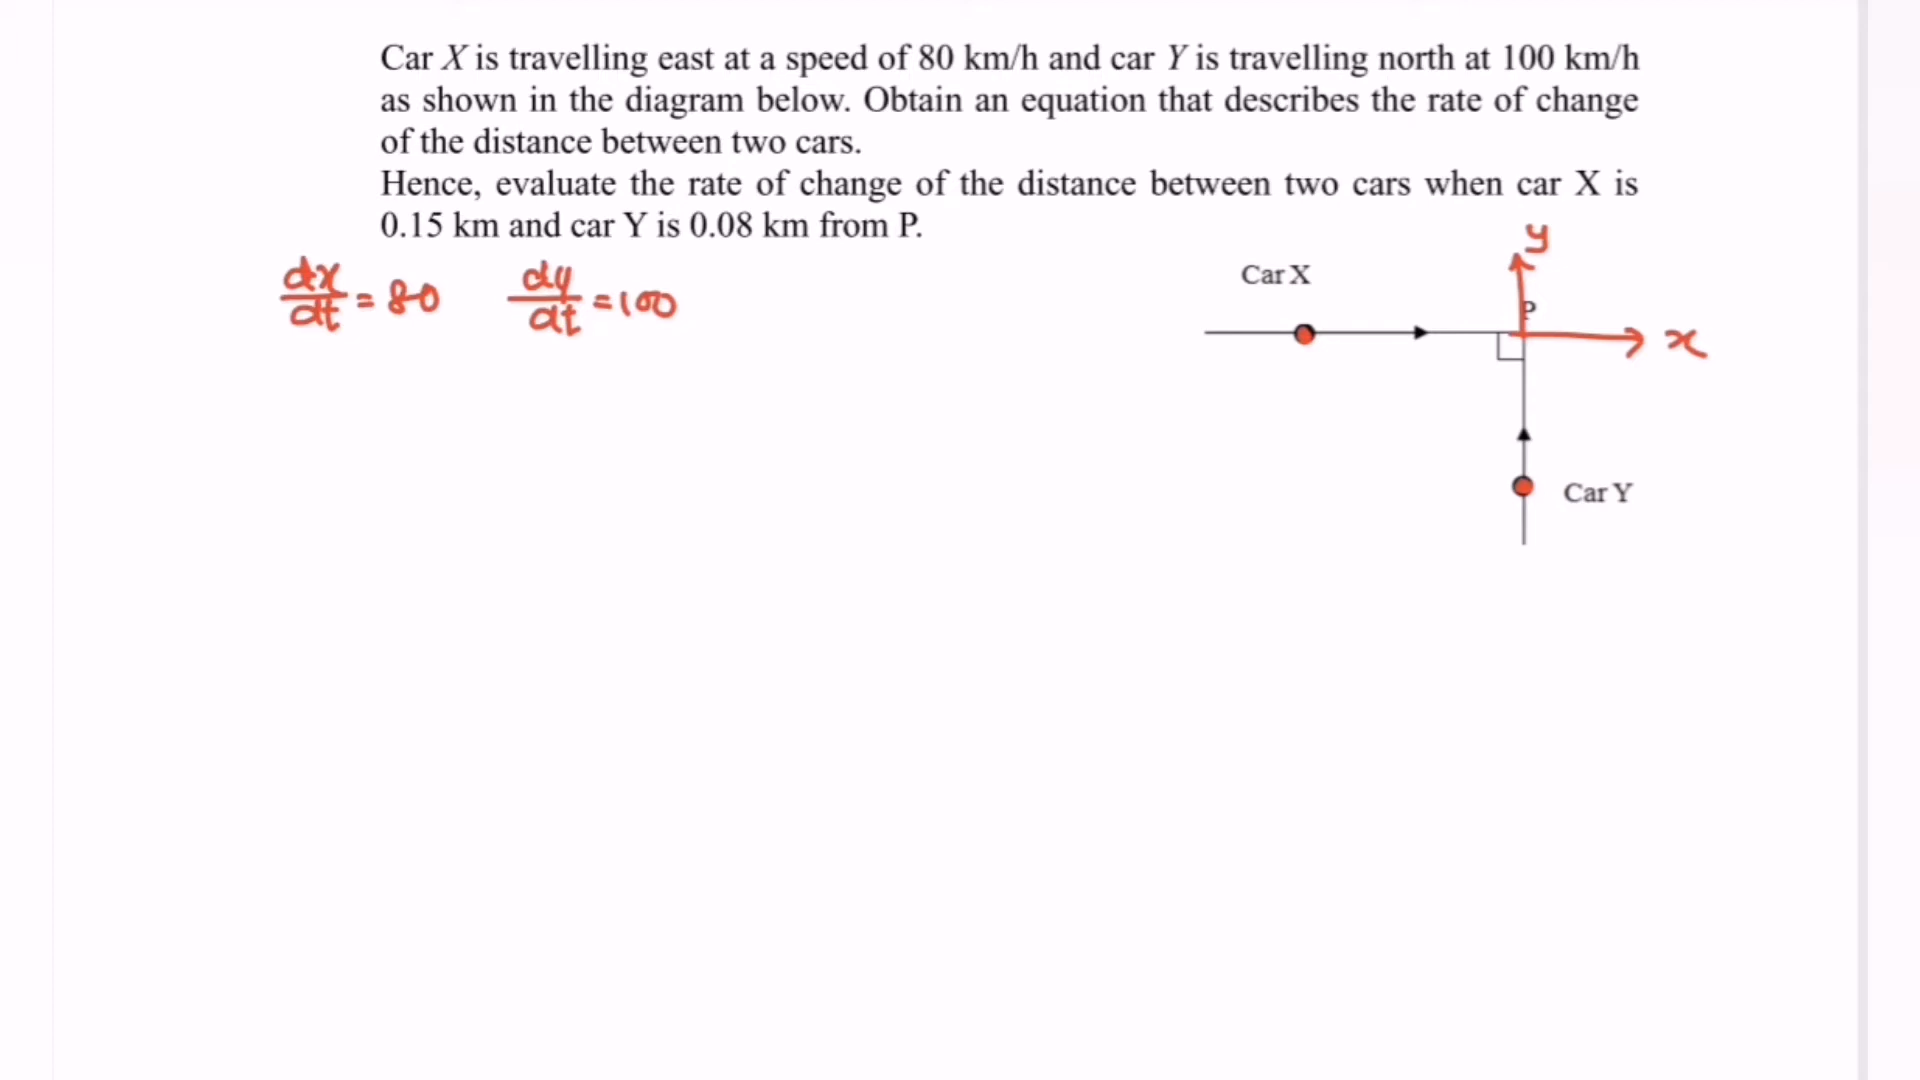 Car X is travelling east at a speed of 80 km/h and car Y is travelling north at 100 km/h
as shown in the diagram below. Obtain an equation that describes the rate of change
of the distance between two cars.
Hence, evaluate the rate of change of the distance between two cars when car X is
0.15 km and car Y is 0.08 km from P.
dx/dt = 80 dy/dt = 100
y
Car X
P
x
Car Y